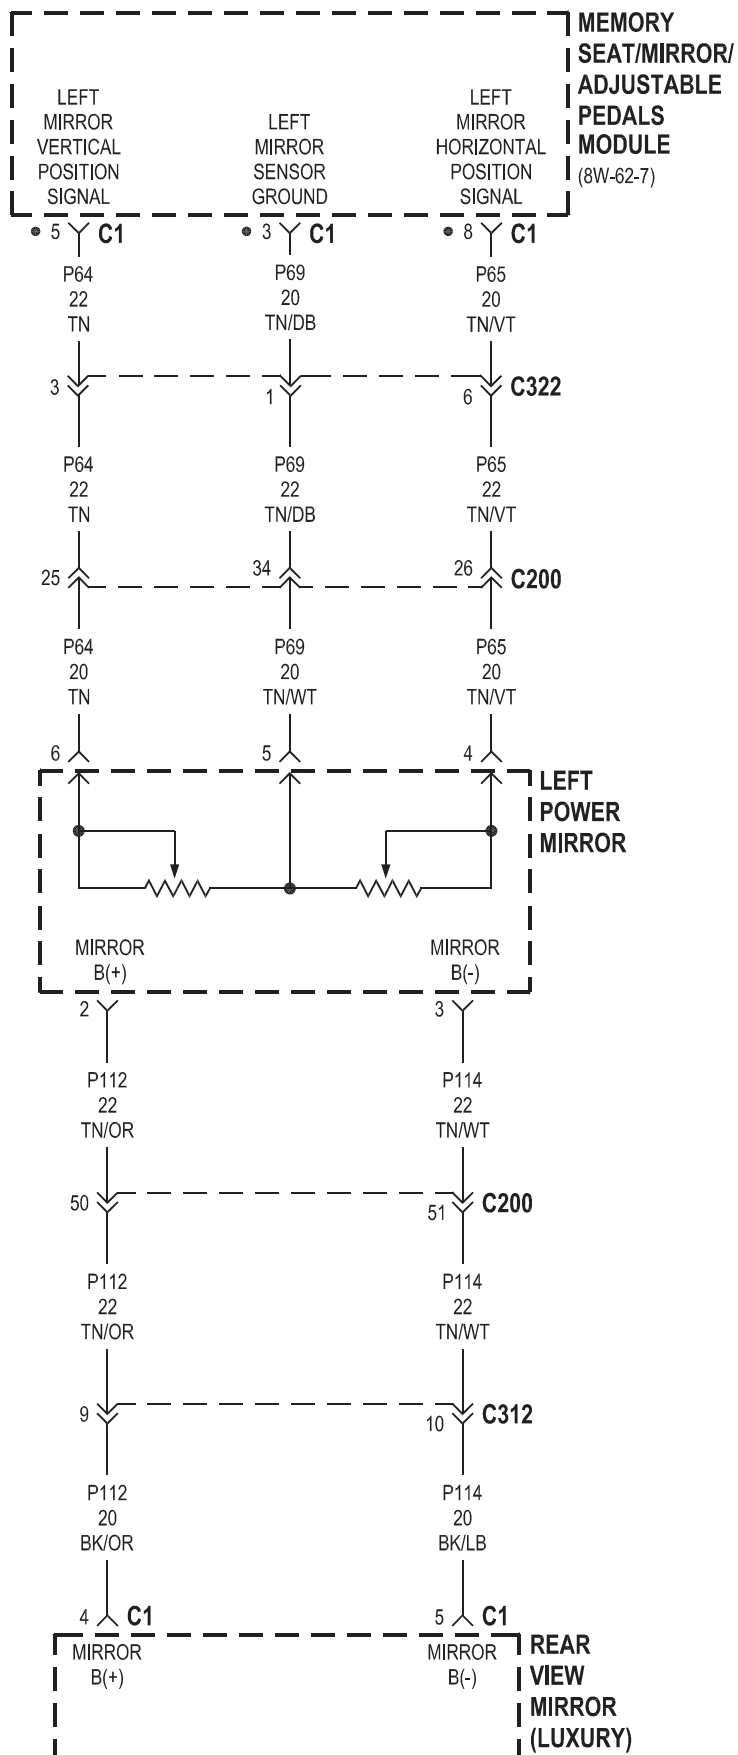 MEMORY
SEAT/MIRROR/
ADJUSTABLE
PEDALS
MODULE
(8W-62-7)
LEFT
MIRROR
VERTICAL
POSITION
SIGNAL
LEFT
MIRROR
SENSOR
GROUND
LEFT
MIRROR
HORIZONTAL
POSITION
SIGNAL
5 C1
3 C1
8 C1
P64
22
TN
P69
20
TN/DB
P65
20
TN/VT
3
1
6
C322
P64
22
TN
P69
22
TN/DB
P65
22
TN/VT
25
34
26
C200
P64
20
TN
P69
20
TN/WT
P65
20
TN/VT
6
5
4
LEFT
POWER
MIRROR
MIRROR
B(+)
MIRROR
B(-)
2
3
P112
22
TN/OR
P114
22
TN/WT
50
51
C200
P112
22
TN/OR
P114
22
TN/WT
9
10
C312
P112
20
BK/OR
P114
20
BK/LB
4 C1
5 C1
MIRROR
B(+)
MIRROR
B(-)
REAR
VIEW
MIRROR
(LUXURY)